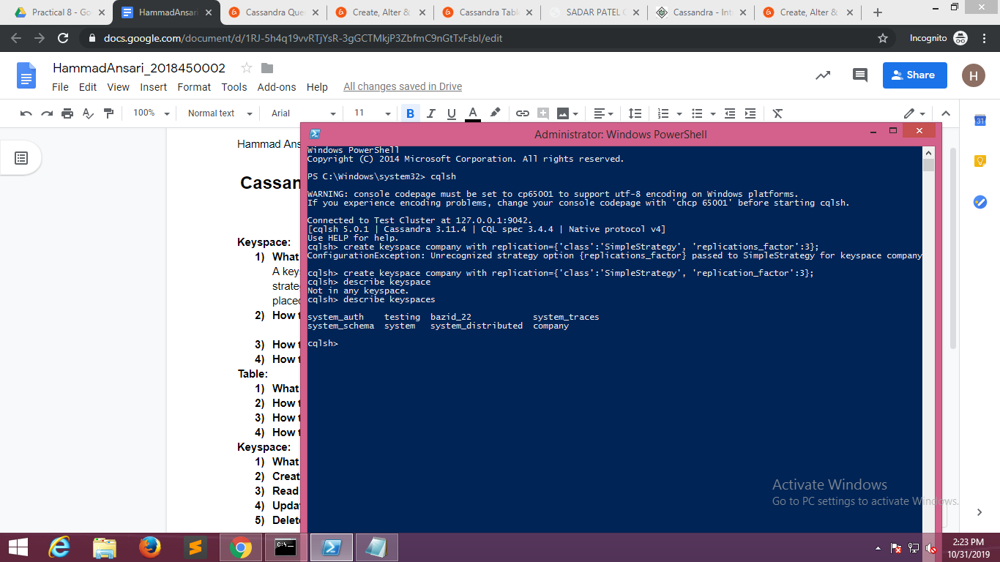 Practical 8 - Go
HammadAnsari
Cassandra Que
Create, Alter &
Cassandra Tabl
SADAR PATEL
Cassandra - Int
Create, Alter &
docs.google.com/document/d/1RJ-5h4q19vvRTjYsR-3gGCTMkjP3ZbfmC9nGtTxFsbI/edit
Incognito
HammadAnsari_2018450002
File Edit View Insert Format Tools Add-ons Help All changes saved in Drive
Share
H
100% Normal text Arial 11 B I U A
31
Hammad Ans
Cassan
Keyspace:
1) What
A key
strate
placed
2) How t
3) How t
4) How t
Table:
1) What
2) How t
3) How t
4) How t
Keyspace:
1) What
2) Creat
3) Read
4) Updat
5) Delete
Administrator: Windows PowerShell
Windows PowerShell
Copyright (C) 2014 Microsoft Corporation. All rights reserved.
PS C:\Windows\system32> cqlsh
WARNING: console codepage must be set to cp65001 to support utf-8 encoding on Windows platforms.
If you experience encoding problems, change your console codepage with 'chcp 65001' before starting cqlsh.
Connected to Test Cluster at 127.0.0.1:9042.
[cqlsh 5.0.1 | Cassandra 3.11.4 | CQL spec 3.4.4 | Native protocol v4]
Use HELP for help.
cqlsh> create keyspace company with replication={'class':'SimpleStrategy', 'replications_factor':3};
ConfigurationException: Unrecognized strategy option {replications_factor} passed to SimpleStrategy for keyspace company
cqlsh> create keyspace company with replication={'class':'SimpleStrategy', 'replication_factor':3};
cqlsh> describe keyspace
Not in any keyspace.
cqlsh> describe keyspaces
system_auth testing bazid_22 system_traces
system_schema system system_distributed company
cqlsh>
Activate Windows
Go to PC settings to activate Windows.
2:23 PM
10/31/2019